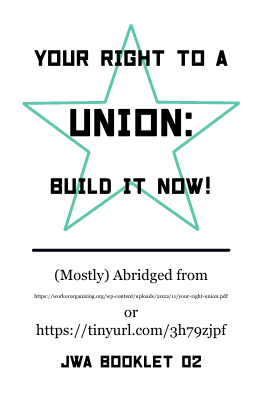 YOUR RIGHT TO A
UNION:
BUILD IT NOW!
(Mostly) Abridged from
https://workerorganizing.org/wp-content/uploads/2022/11/your-right-union.pdf
or
https://tinyurl.com/3h79zjpf
JWA BOOKLET 02